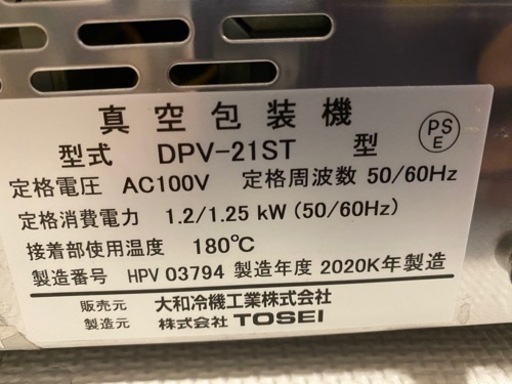 真空包装機
型式 DPV-21ST 型 PSE
定格電圧 AC100V 定格周波数 50/60Hz
定格消費電力 1.2/1.25 kW (50/60Hz)
接着部使用温度 180℃
製造番号 HPV 03794 製造年度 2020K年製造
販売元 大和冷機工業株式会社
製造元 株式会社 TOSEI